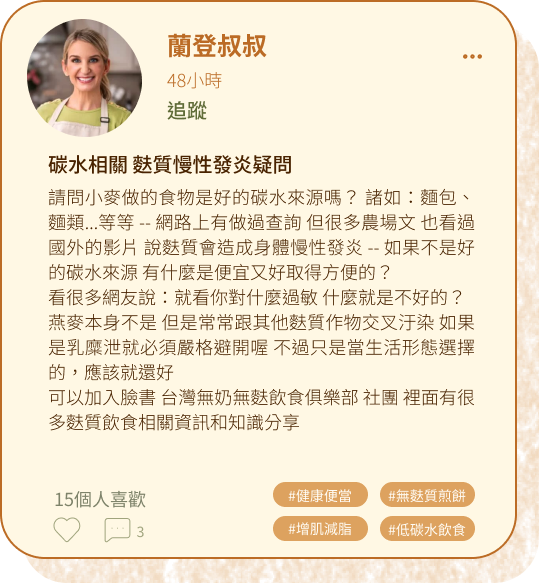 蘭登叔叔
48小時
追蹤
碳水相關 麩質慢性發炎疑問
請問小麥做的食物是好的碳水來源嗎？ 諸如：麵包、
麵類...等等 -- 網路上有做過查詢 但很多農場文 也看過
國外的影片 說麩質會造成身體慢性發炎 -- 如果不是好
的碳水來源 有什麼是便宜又好取得方便的？
看很多網友說：就看你對什麼過敏 什麼就是不好的？
燕麥本身不是 但是常常跟其他麩質作物交叉汙染 如果
是乳糜泄就必須嚴格避開喔 不過只是當生活形態選擇
的，應該就還好
可以加入臉書 台灣無奶無麩飲食俱樂部 社團 裡面有很
多麩質飲食相關資訊和知識分享
15個人喜歡
3
#健康便當
#無麩質煎餅
#增肌減脂
#低碳水飲食